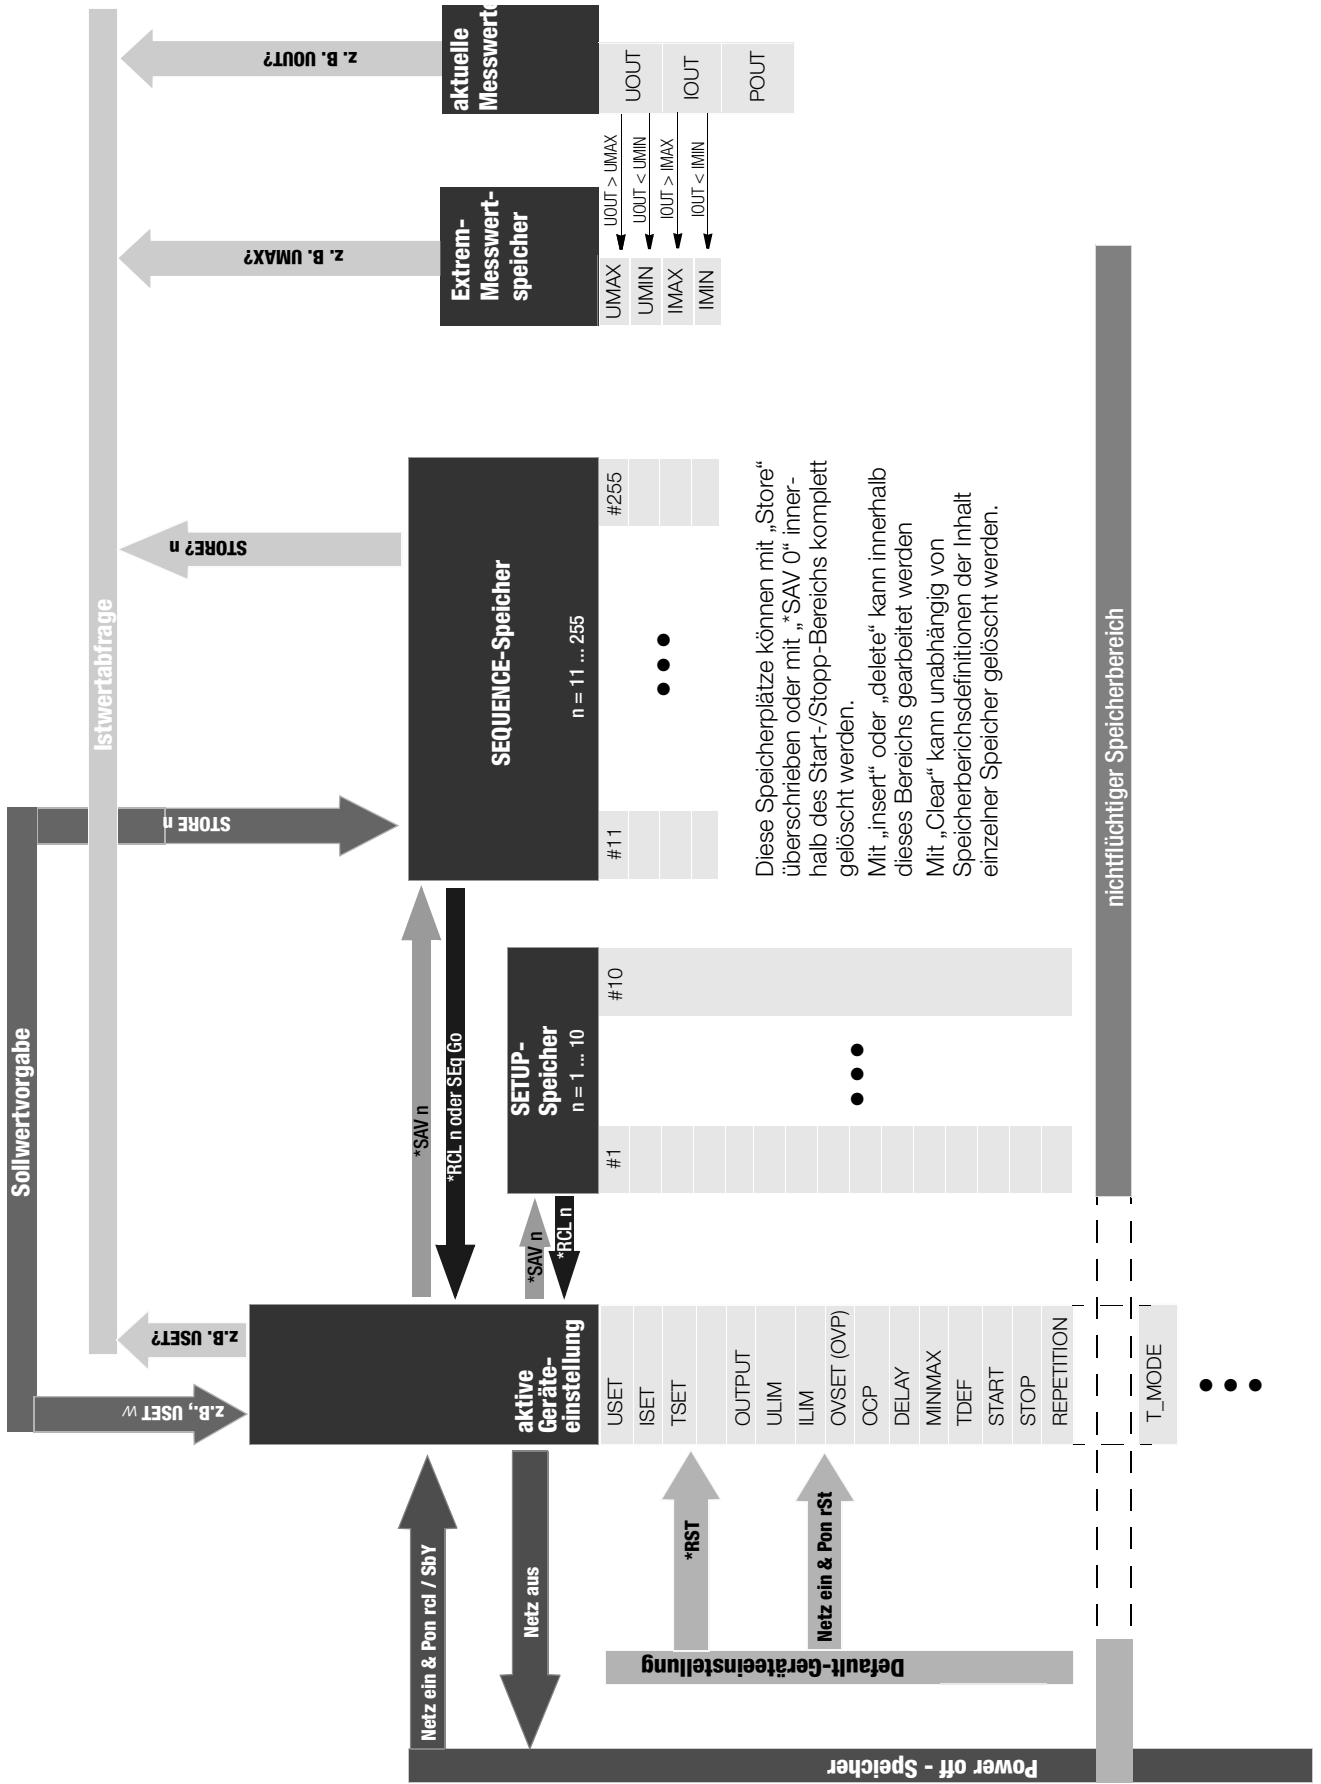 Sollwertvorgabe
Istwertabfrage
z.B., USET w
z.B. USET?
STORE n
STORE? n
z. B. UMAX?
z. B. UOUT?
Netz ein & Pon rcl / SbY
Netz aus
aktive
Geräte-
einstellung
*SAV n
*RCL n oder SEq Go
*SAV n
*RCL n
SETUP-
Speicher
n = 1 ... 10
SEQUENCE-Speicher
n = 11 ... 255
Extrem-
Messwert-
speicher
aktuelle
Messwerte
USET
ISET
TSET
OUTPUT
ULIM
ILIM
OVSET (OVP)
OCP
DELAY
MINMAX
TDEF
START
STOP
REPETITION
T_MODE
#1
#10
#11
#255
UMAX
UMIN
IMAX
IMIN
UOUT > UMAX
UOUT < UMIN
IOUT > IMAX
IOUT < IMIN
UOUT
IOUT
POUT
Diese Speicherplätze können mit „Store“
überschrieben oder mit „*SAV 0“ inner-
halb des Start-/Stopp-Bereichs komplett
gelöscht werden.
Mit „insert“ oder „delete“ kann innerhalb
dieses Bereichs gearbeitet werden
Mit „Clear“ kann unabhängig von
Speicherberichsdefinitionen der Inhalt
einzelner Speicher gelöscht werden.
*RST
Netz ein & Pon rSt
Default-Geräteeinstellung
Power off - Speicher
nichtflüchtiger Speicherbereich